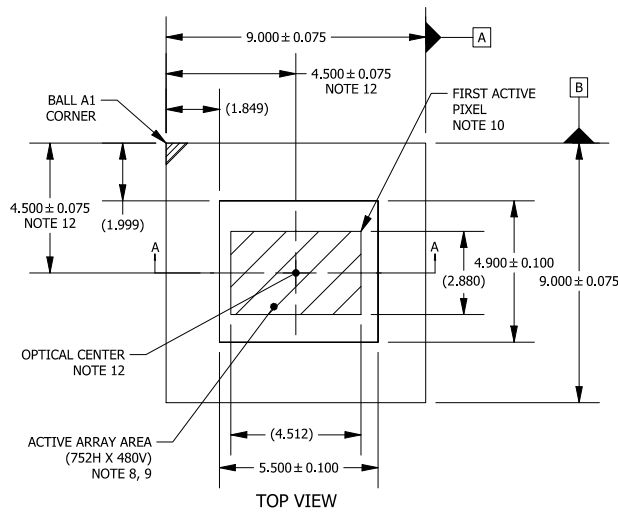 9.000 ± 0.075
A
4.500 ± 0.075
NOTE 12
BALL A1
CORNER
(1.849)
FIRST ACTIVE
PIXEL
NOTE 10
B
4.500 ± 0.075
NOTE 12
(1.999)
A
A
(2.880)
4.900 ± 0.100
9.000 ± 0.075
OPTICAL CENTER
NOTE 12
ACTIVE ARRAY AREA
(752H X 480V)
NOTE 8, 9
(4.512)
5.500 ± 0.100
TOP VIEW